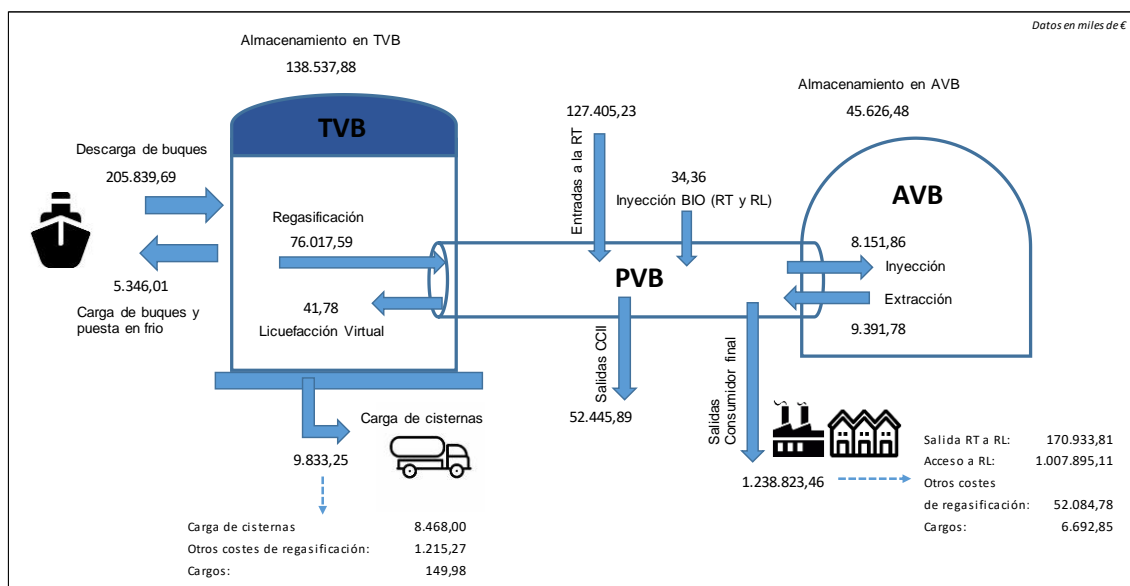 Datos en miles de €
Almacenamiento en TVB
138.537,88
Almacenamiento en AVB
45.626,48
127.405,23
TVB
Descarga de buques
205.839,69
Entradas a la RT
34,36
Inyección BIO (RT y RL)
AVB
Regasificación
76.017,59
8.151,86
Inyección
PVB
5.346,01
Carga de buques y
puesta en frio
41,78
Licuefacción Virtual
Extracción
9.391,78
Salidas CCII
52.445,89
Salidas
Consumidor final
1.238.823,46
Carga de cisternas
9.833,25
Salida RT a RL: 170.933,81
Acceso a RL: 1.007.895,11
Otros costes
de regasificación: 52.084,78
Cargos: 6.692,85
Carga de cisternas 8.468,00
Otros costes de regasificación: 1.215,27
Cargos: 149,98